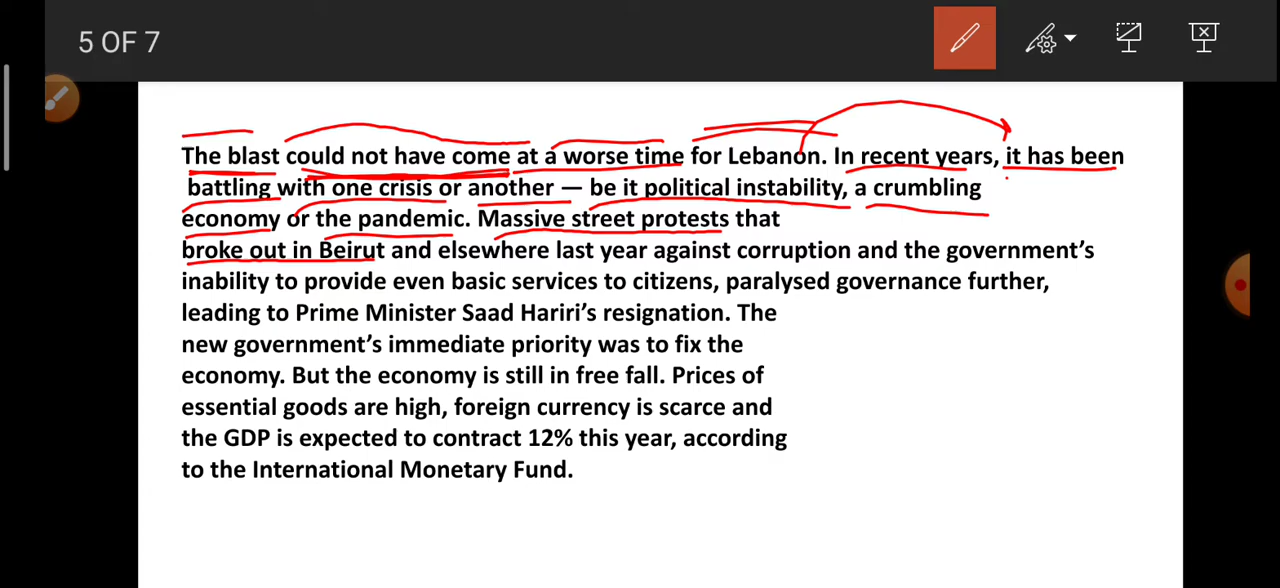 5 OF 7
The blast could not have come at a worse time for Lebanon. In recent years, it has been
battling with one crisis or another — be it political instability, a crumbling
economy or the pandemic. Massive street protests that
broke out in Beirut and elsewhere last year against corruption and the government’s
inability to provide even basic services to citizens, paralysed governance further,
leading to Prime Minister Saad Hariri’s resignation. The
new government’s immediate priority was to fix the
economy. But the economy is still in free fall. Prices of
essential goods are high, foreign currency is scarce and
the GDP is expected to contract 12% this year, according
to the International Monetary Fund.